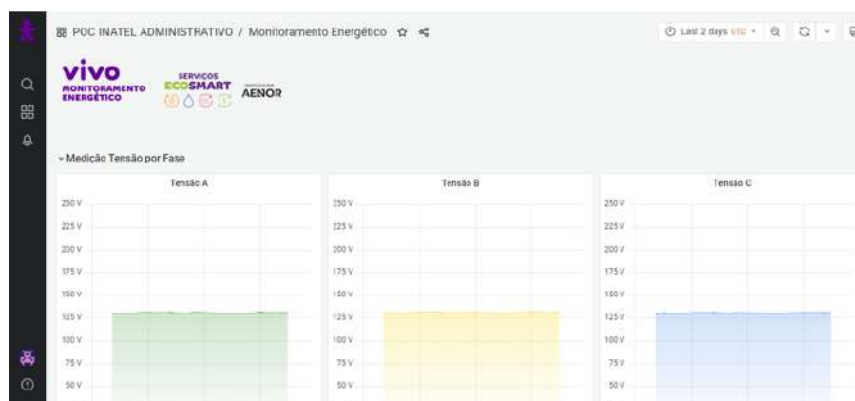 POC INATEL ADMINISTRATIVO / Monitoramento Energético
Last 2 days UTC
vivo
MONITORAMENTO
ENERGÉTICO
SERVIÇOS
ECOSMART
AENOR
Medição Tensão por Fase
Tensão A
250 V
225 V
200 V
175 V
150 V
125 V
100 V
75 V
50 V
Tensão B
250 V
225 V
200 V
175 V
150 V
125 V
100 V
75 V
50 V
Tensão C
250 V
225 V
200 V
175 V
150 V
125 V
100 V
75 V
50 V